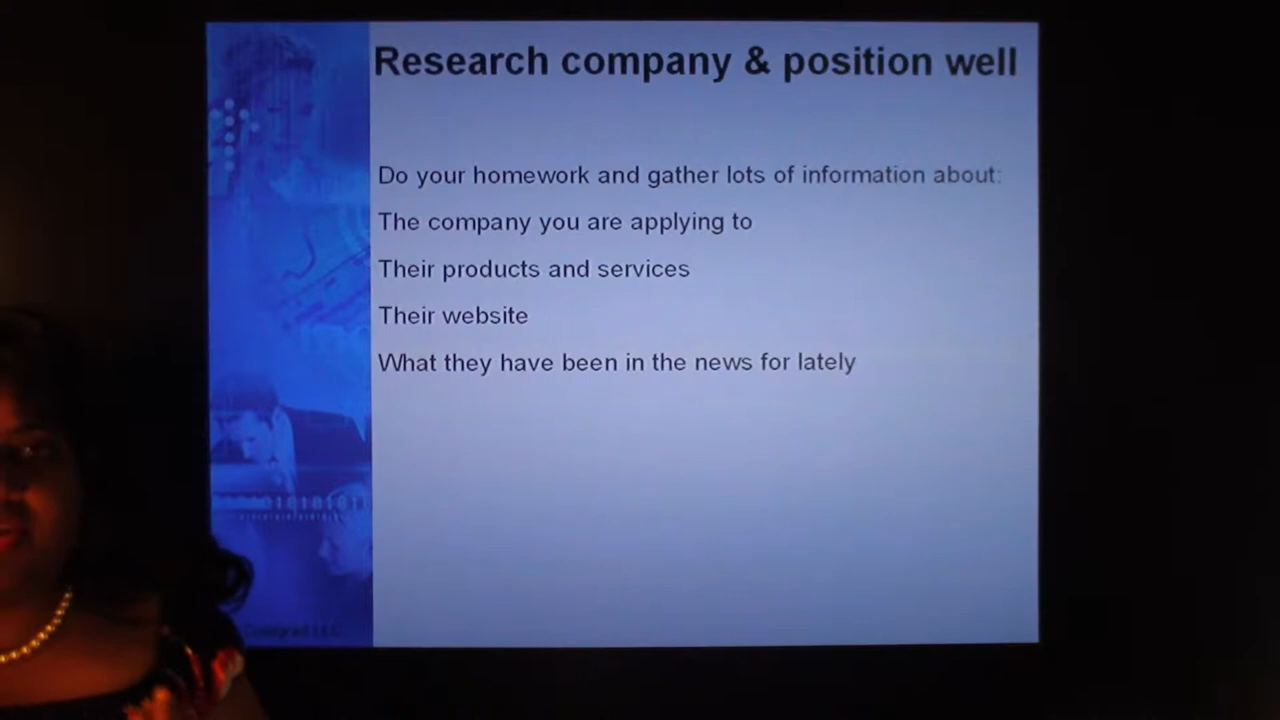 Research company & position well
Do your homework and gather lots of information about:
The company you are applying to
Their products and services
Their website
What they have been in the news for lately